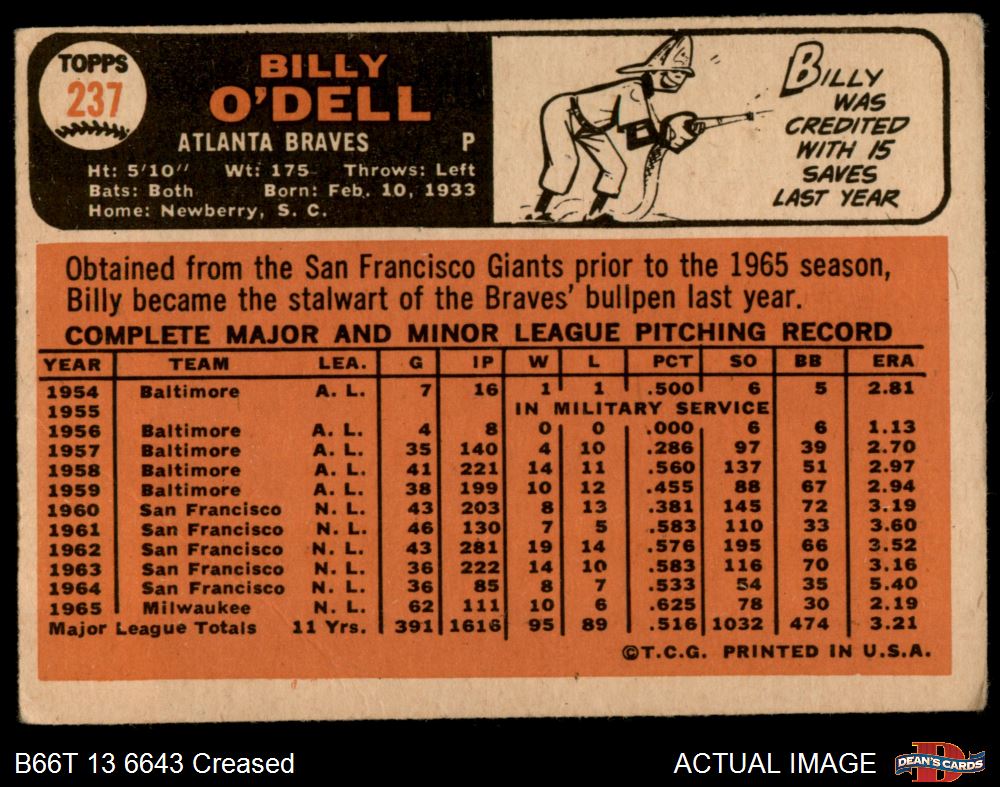 TOPPS
237
BILLY
O'DELL
ATLANTA BRAVES P
Ht: 5'10" Wt: 175 Throws: Left
Bats: Both Born: Feb. 10, 1933
Home: Newberry, S. C.
BILLY
WAS
CREDITED
WITH 15
SAVES
LAST YEAR
Obtained from the San Francisco Giants prior to the 1965 season,
Billy became the stalwart of the Braves' bullpen last year.
COMPLETE MAJOR AND MINOR LEAGUE PITCHING RECORD
YEAR TEAM LEA. G IP W L PCT SO BB ERA
1954 Baltimore A. L. 7 16 1 1 .500 6 5 2.81
1955 IN MILITARY SERVICE
1956 Baltimore A. L. 4 8 0 0 .000 6 6 1.13
1957 Baltimore A. L. 35 140 4 10 .286 97 39 2.70
1958 Baltimore A. L. 41 221 14 11 .560 137 51 2.97
1959 Baltimore A. L. 38 199 10 12 .455 88 67 2.94
1960 San Francisco N. L. 43 203 8 13 .381 145 72 3.19
1961 San Francisco N. L. 46 130 7 5 .583 110 33 3.60
1962 San Francisco N. L. 43 281 19 14 .576 195 66 3.52
1963 San Francisco N. L. 36 222 14 10 .583 116 70 3.16
1964 San Francisco N. L. 36 85 8 7 .533 54 35 5.40
1965 Milwaukee N. L. 62 111 10 6 .625 78 30 2.19
Major League Totals 11 Yrs. 391 1616 95 89 .516 1032 474 3.21
©T.C.G. PRINTED IN U.S.A.
B66T 13 6643 Creased
ACTUAL IMAGE
D
DEAN'S CARDS